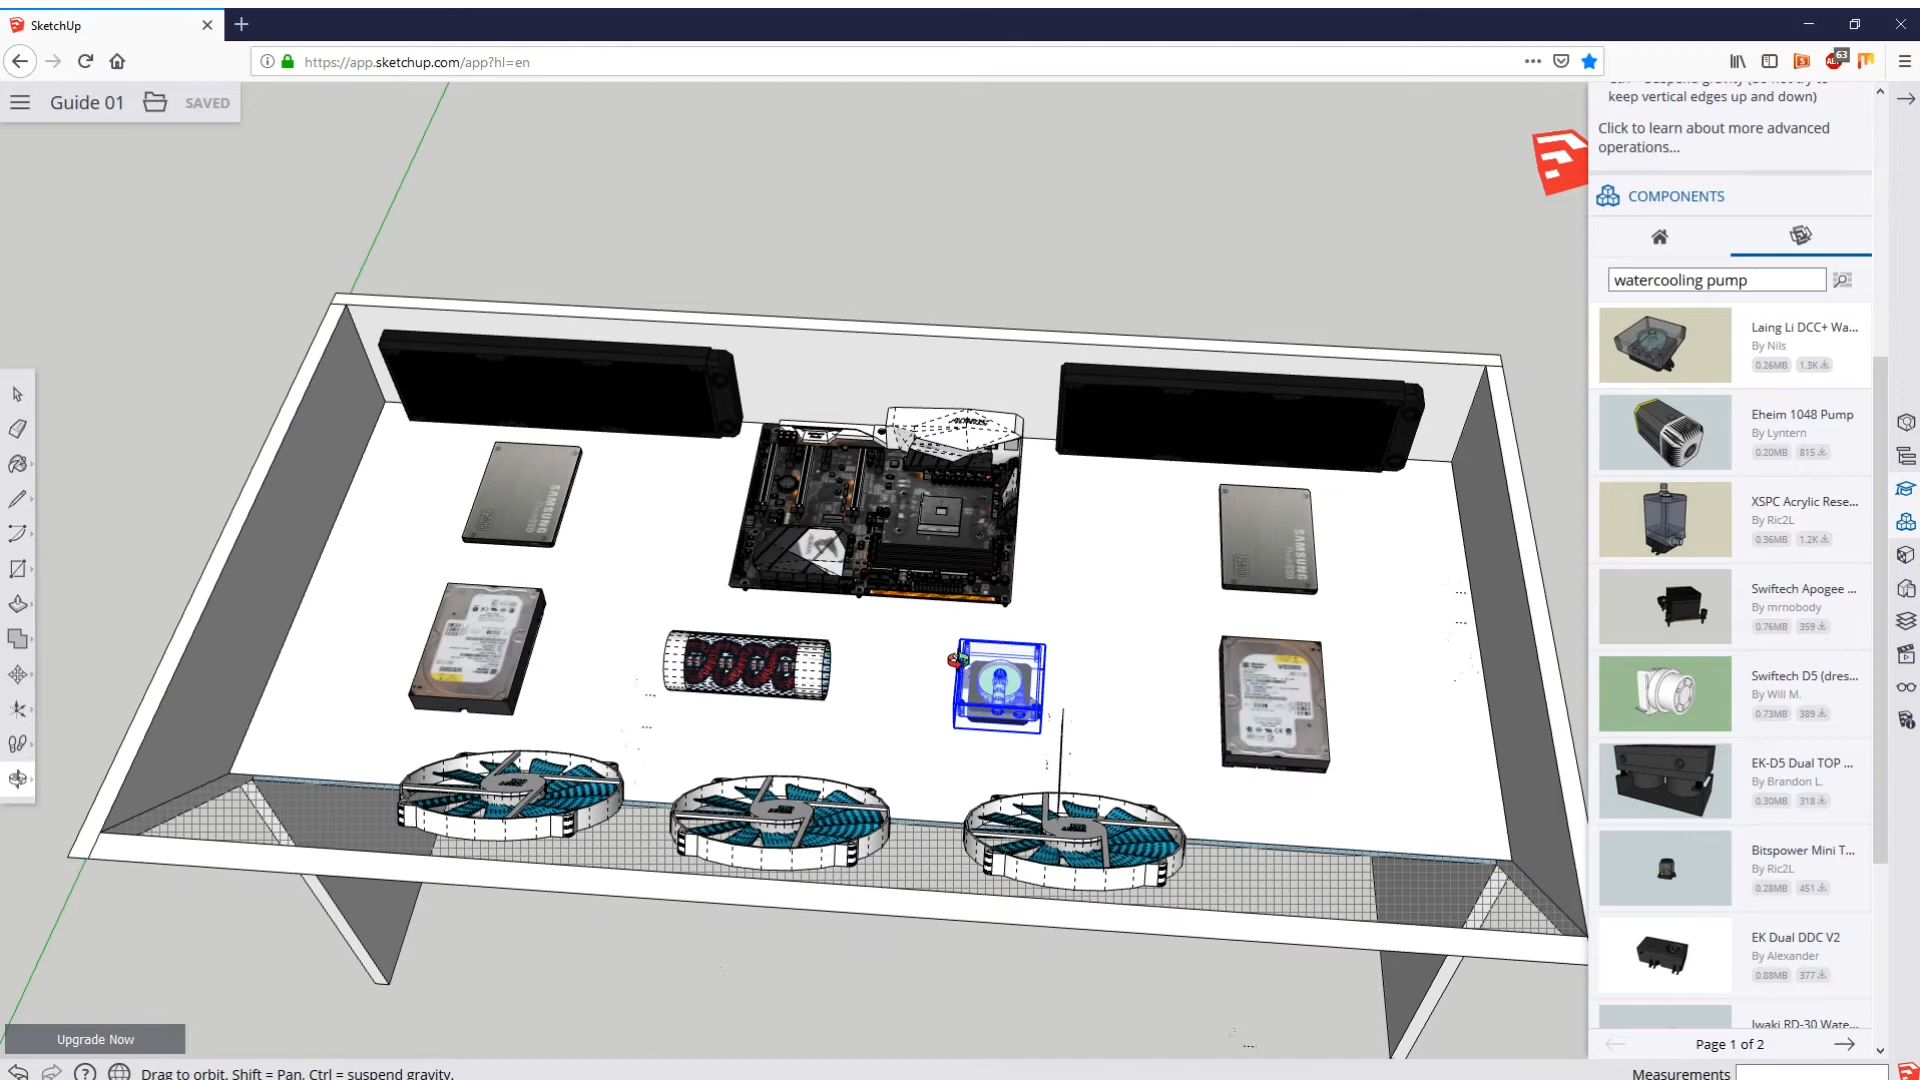 SketchUp
https://app.sketchup.com/app?hl=en
63
Guide 01
SAVED
keep vertical edges up and down)
Click to learn about more advanced
operations...
COMPONENTS
watercooling pump
Laing Li DCC+ Wa...
By Nils
0.26MB 1.3K
Eheim 1048 Pump
By Lyntern
0.20MB 815
XSPC Acrylic Rese...
By Ric2L
0.36MB 1.2K
Swiftech Apogee ...
By mrnobody
0.76MB 359
Swiftech D5 (dres...
By Will M.
0.73MB 389
EK-D5 Dual TOP ...
By Brandon L.
0.30MB 318
Bitspower Mini T...
By Ric2L
0.28MB 451
EK Dual DDC V2
By Alexander
0.88MB 377
Iwaki RD-30 Wate...
Page 1 of 2
SAMSUNG
SAMSUNG
Upgrade Now
Drag to orbit. Shift = Pan, Ctrl = suspend gravity.
Measurements